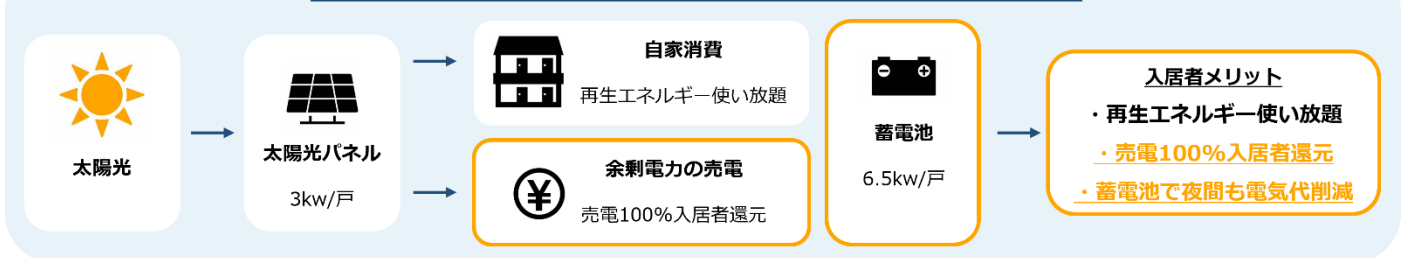 太陽光
太陽光パネル
3kw/戸
自家消費
再生エネルギー使い放題
余剰電力の売電
売電100%入居者還元
蓄電池
6.5kw/戸
入居者メリット
・再生エネルギー使い放題
・売電100%入居者還元
・蓄電池で夜間も電気代削減